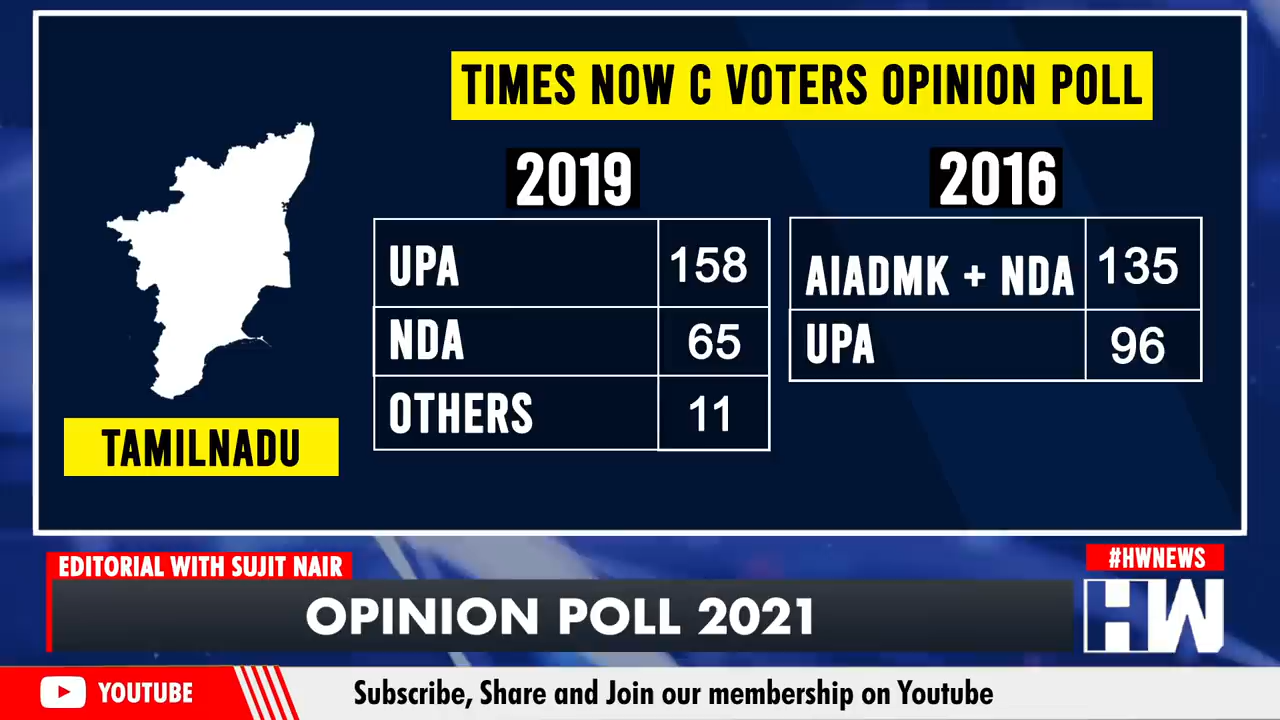 TIMES NOW C VOTERS OPINION POLL
2019
UPA 158
NDA 65
OTHERS 11
2016
AIADMK + NDA 135
UPA 96
TAMILNADU
EDITORIAL WITH SUJIT NAIR
OPINION POLL 2021
#HWNEWS
HW
YOUTUBE
Subscribe, Share and Join our membership on Youtube